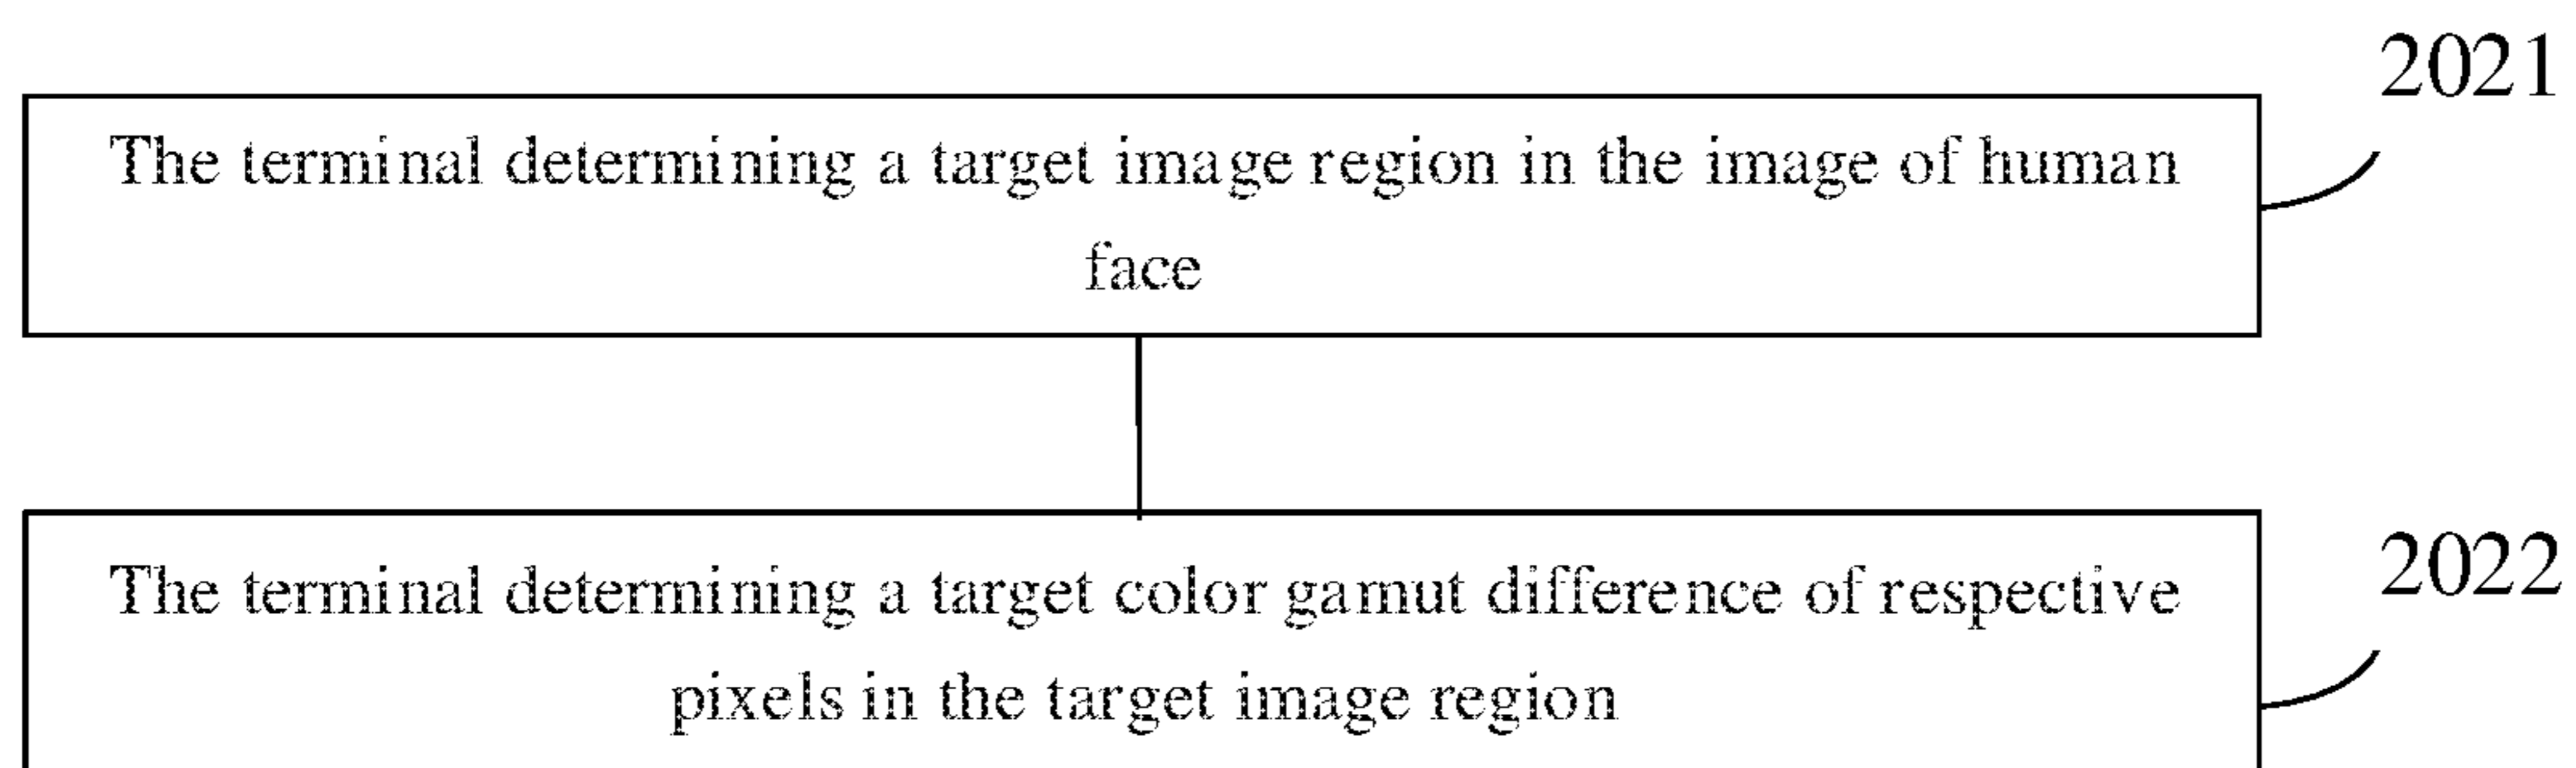 2021
The terminal determining a target image region in the image of human
face
2022
The terminal determining a target color gamut difference of respective
pixels in the target image region